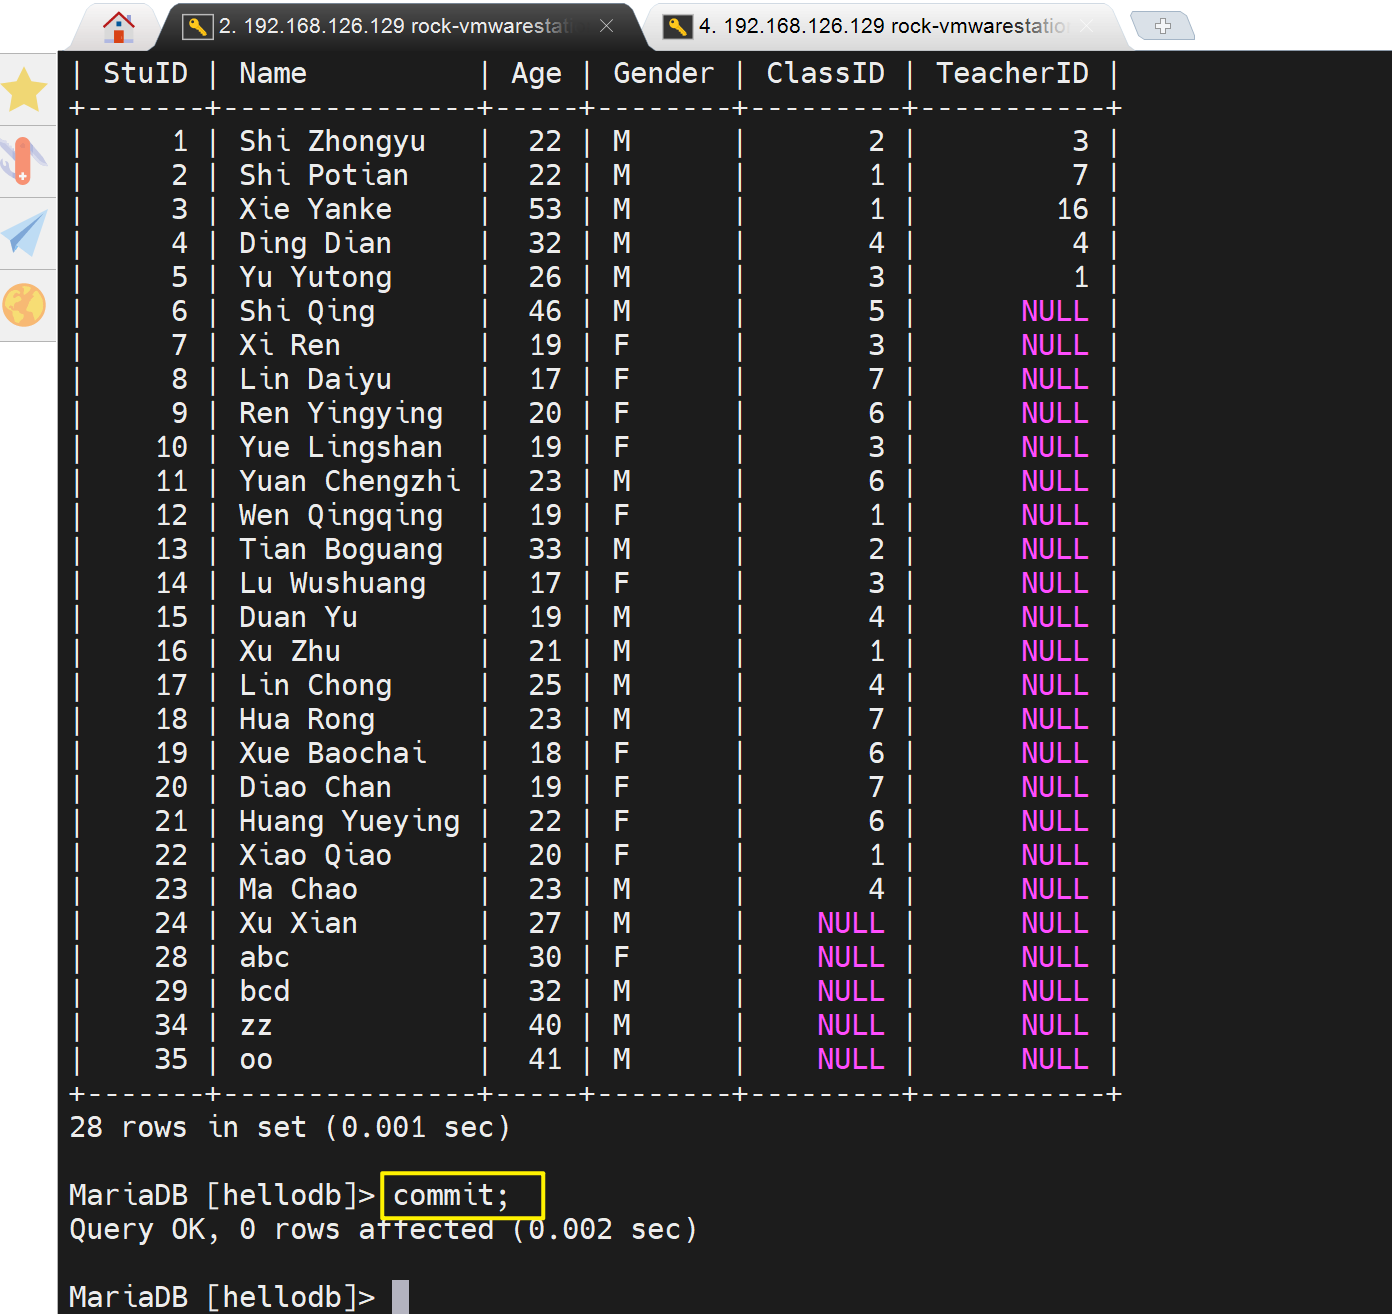 2. 192.168.126.129 rock-vmwarestati
4. 192.168.126.129 rock-vmwarestatio
| StuID | Name          | Age | Gender | ClassID | TeacherID |
+-------+---------------+-----+--------+---------+-----------+
|     1 | Shi Zhongyu   |  22 | M      |       2 |         3 |
|     2 | Shi Potian    |  22 | M      |       1 |         7 |
|     3 | Xie Yanke     |  53 | M      |       1 |        16 |
|     4 | Ding Dian     |  32 | M      |       4 |         4 |
|     5 | Yu Yutong     |  26 | M      |       3 |         1 |
|     6 | Shi Qing      |  46 | M      |       5 |      NULL |
|     7 | Xi Ren        |  19 | F      |       3 |      NULL |
|     8 | Lin Daiyu     |  17 | F      |       7 |      NULL |
|     9 | Ren Yingying  |  20 | F      |       6 |      NULL |
|    10 | Yue Lingshan  |  19 | F      |       3 |      NULL |
|    11 | Yuan Chengzhi |  23 | M      |       6 |      NULL |
|    12 | Wen Qingqing  |  19 | F      |       1 |      NULL |
|    13 | Tian Boguang  |  33 | M      |       2 |      NULL |
|    14 | Lu Wushuang   |  17 | F      |       3 |      NULL |
|    15 | Duan Yu       |  19 | M      |       4 |      NULL |
|    16 | Xu Zhu        |  21 | M      |       1 |      NULL |
|    17 | Lin Chong     |  25 | M      |       4 |      NULL |
|    18 | Hua Rong      |  23 | M      |       7 |      NULL |
|    19 | Xue Baochai   |  18 | F      |       6 |      NULL |
|    20 | Diao Chan     |  19 | F      |       7 |      NULL |
|    21 | Huang Yueying |  22 | F      |       6 |      NULL |
|    22 | Xiao Qiao     |  20 | F      |       1 |      NULL |
|    23 | Ma Chao       |  23 | M      |       4 |      NULL |
|    24 | Xu Xian       |  27 | M      |    NULL |      NULL |
|    28 | abc           |  30 | F      |    NULL |      NULL |
|    29 | bcd           |  32 | M      |    NULL |      NULL |
|    34 | zz            |  40 | M      |    NULL |      NULL |
|    35 | oo            |  41 | M      |    NULL |      NULL |
+-------+---------------+-----+--------+---------+-----------+
28 rows in set (0.001 sec)
MariaDB [hellodb]> commit;
Query OK, 0 rows affected (0.002 sec)
MariaDB [hellodb]>